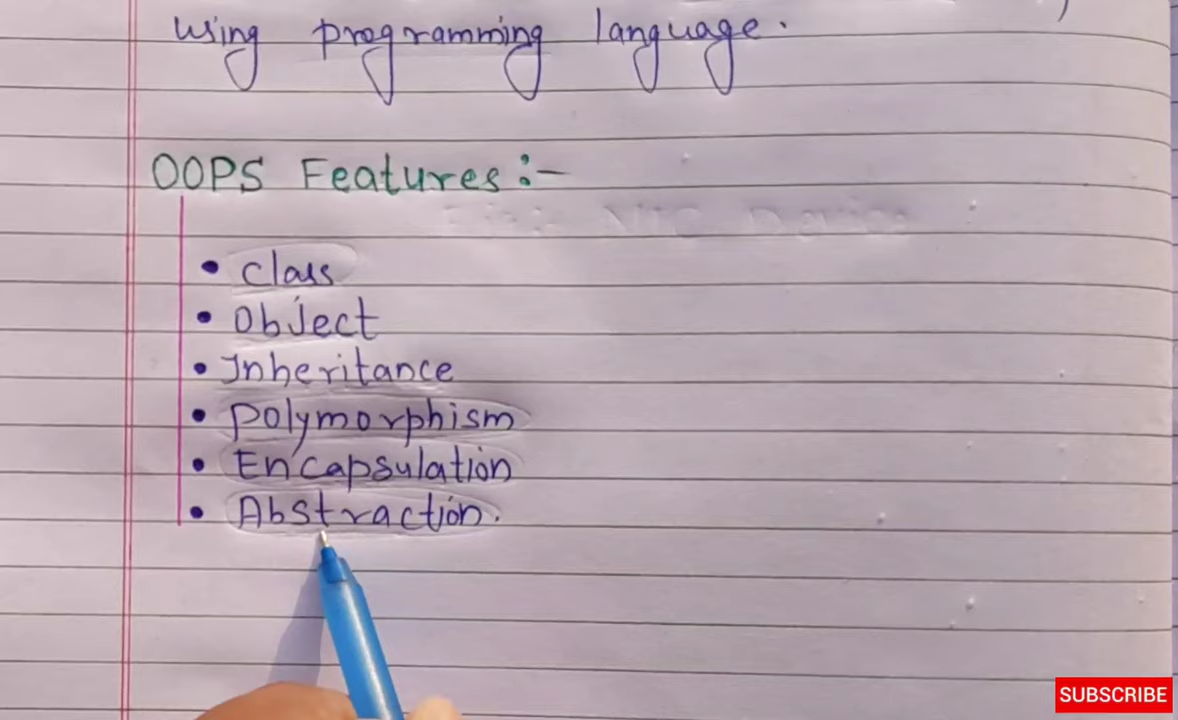 using programming language.
OOPS Features :-
• Class
• Object
• Inheritance
• Polymorphism
• Encapsulation
• Abstraction.
SUBSCRIBE